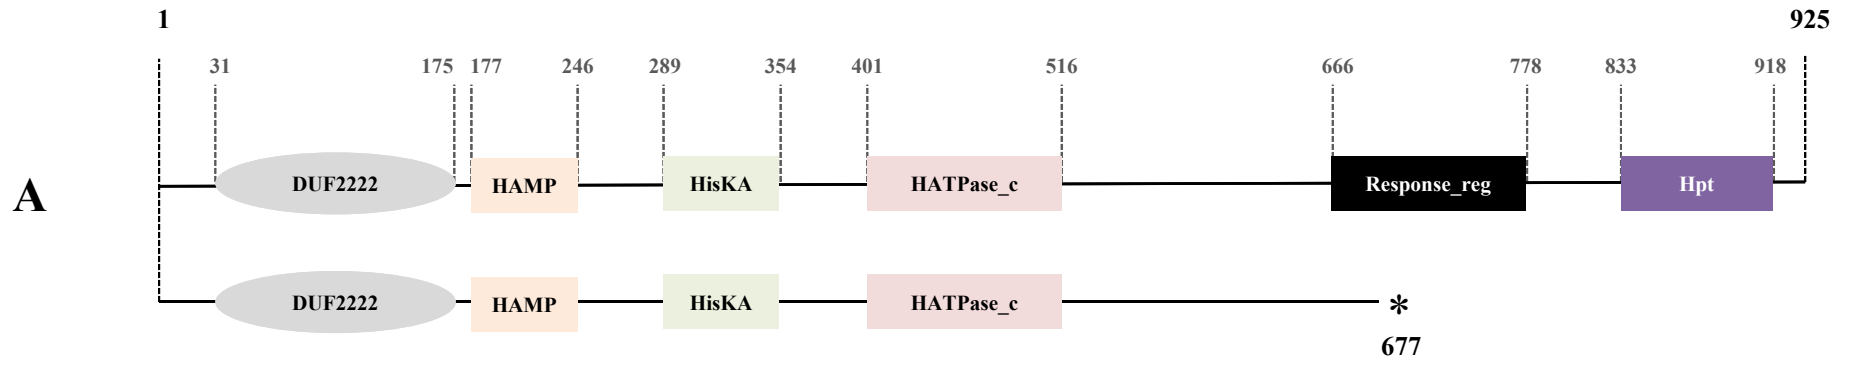 1 925
31 175 177 246 289 354 401 516 666 778 833 918
A
DUF2222 HAMP HisKA HATPase_c Response_reg Hpt
DUF2222 HAMP HisKA HATPase_c *
677